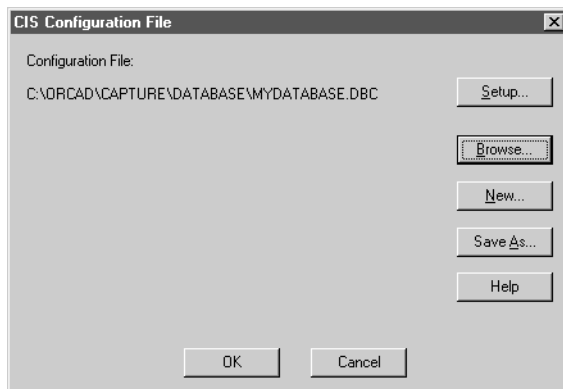 CIS Configuration File
Configuration File:
C:\ORCAD\CAPTURE\DATABASE\MYDATABASE.DBC
Setup...
Browse...
New...
Save As...
Help
OK
Cancel